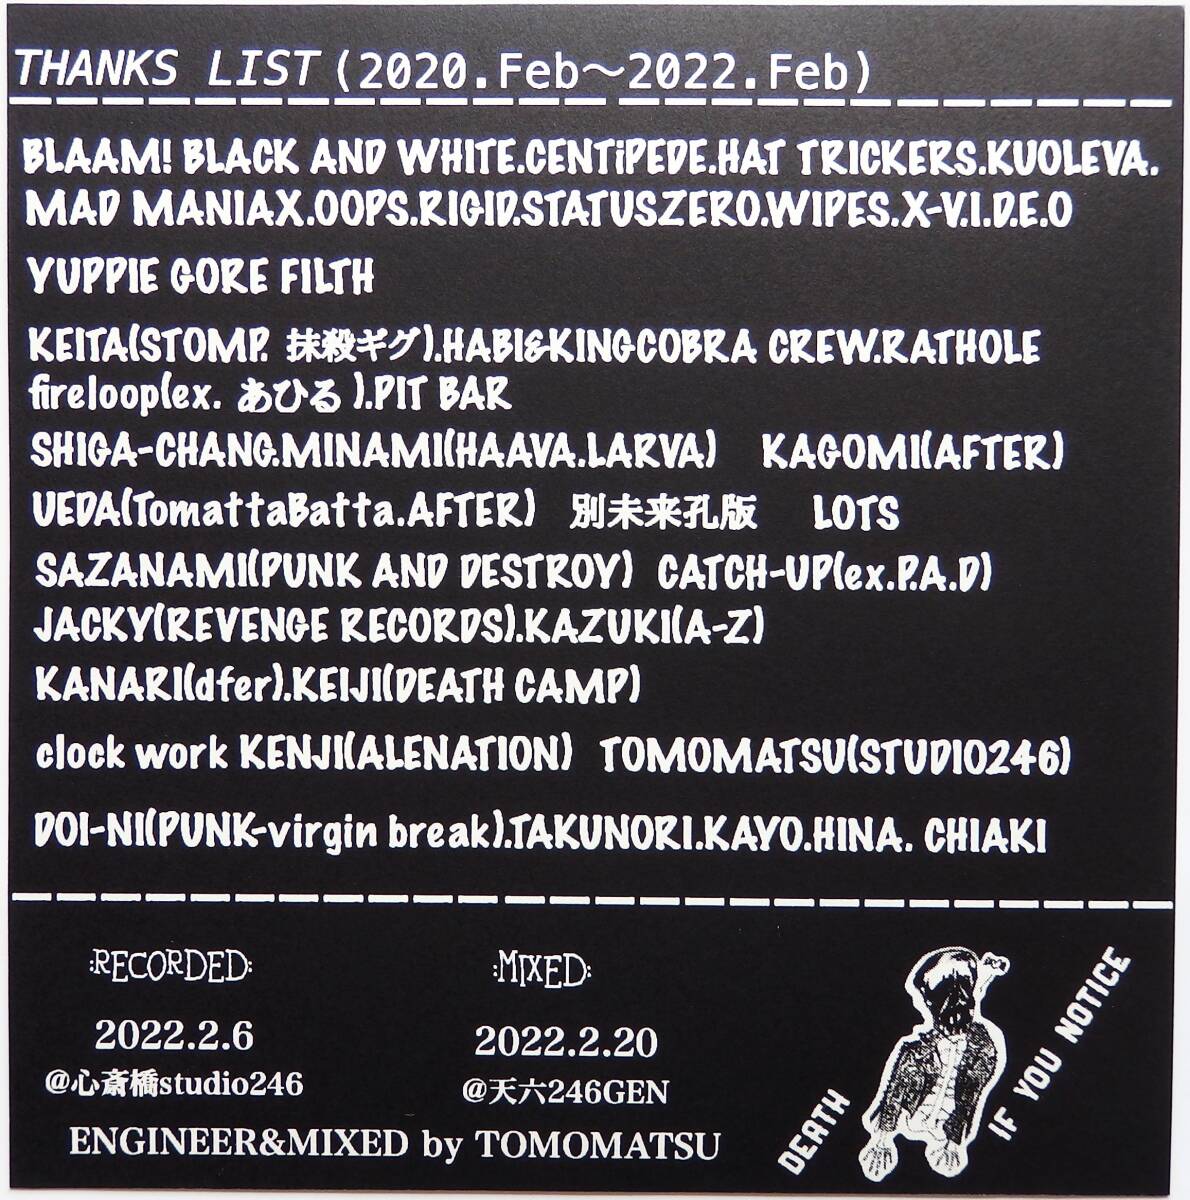 THANKS LIST (2020.Feb～2022.Feb)
BLAAM! BLACK AND WHITE.CENTiPEDE.HAT TRICKERS.KUOLEVA.
MAD MANIAX.OOPS.RIGID.STATUSZERO.WIPES.X-V.I.D.E.O
YUPPIE GORE FILTH
KEITA(STOMP. 抹殺ギグ).HABI&KINGCOBRA CREW.RATHOLE
fireloop(ex. あひる ).PIT BAR
SHIGA-CHANG.MINAMI(HAAVA.LARVA) KAGOMI(AFTER)
UEDA(TomattaBatta.AFTER) 別未来孔版 LOTS
SAZANAMI(PUNK AND DESTROY) CATCH-UP(ex.P.A.D)
JACKY(REVENGE RECORDS).KAZUKI(A-Z)
KANARI(dfer).KEIJI(DEATH CAMP)
clock work KENJI(ALENATION) TOMOMATSU(STUDIO246)
DOI-NI(PUNK-virgin break).TAKUNORI.KAYO.HINA. CHIAKI
:RECORDED:
2022.2.6
@心斎橋studio246
:MIXED:
2022.2.20
@天六246GEN
ENGINEER&MIXED by TOMOMATSU
DEATH
IF YOU NOTICE